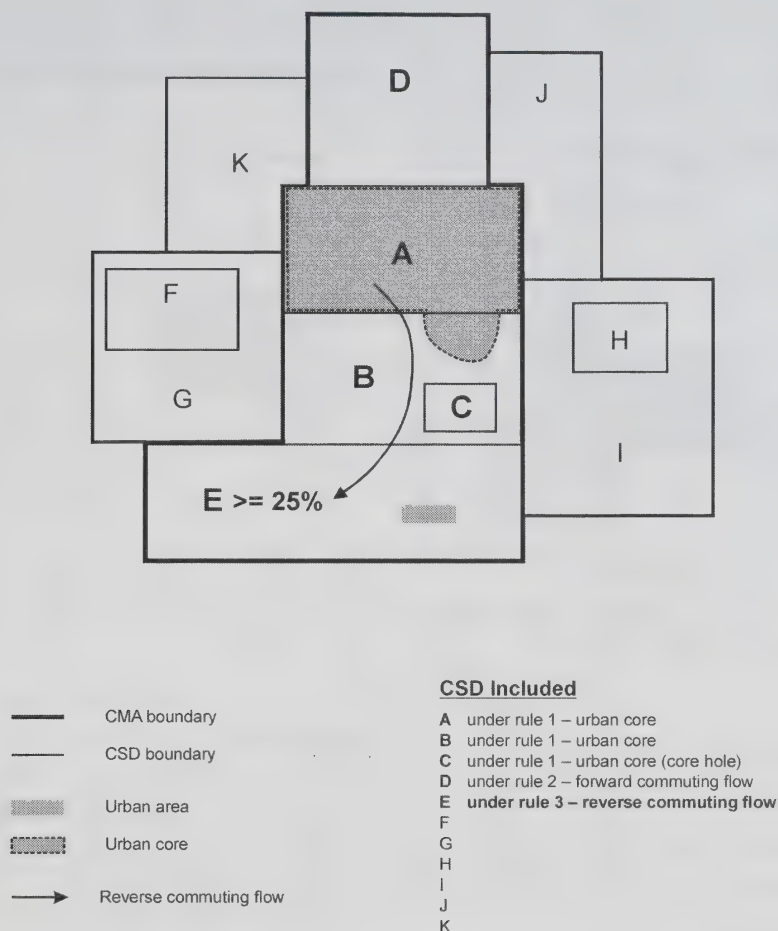 D
J
K
A
F
H
B
C
G
I
E >= 25%
CMA boundary
CSD boundary
Urban area
Urban core
Reverse commuting flow
CSD Included
A under rule 1 – urban core
B under rule 1 – urban core
C under rule 1 – urban core (core hole)
D under rule 2 – forward commuting flow
E under rule 3 – reverse commuting flow
F
G
H
I
J
K